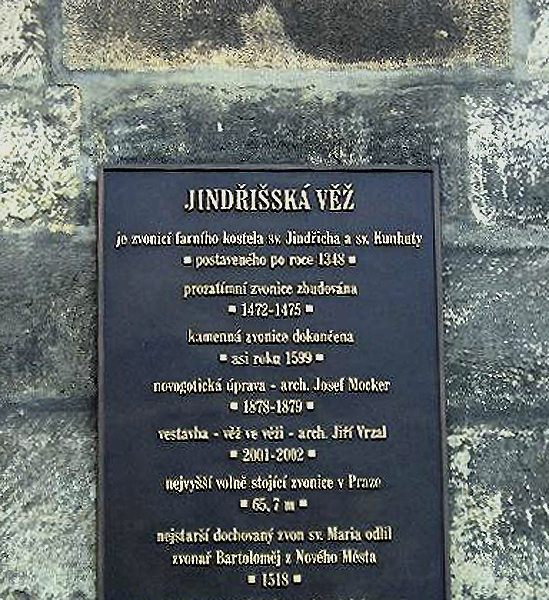 JINDŘIŠSKÁ VĚŽ
je zvonicí farního kostela sv. Jindřicha a sv. Kunhuty
▪ postaveného po roce 1348 ▪
prozatímní zvonice zbudována
▪ 1472-1475 ▪
kamenná zvonice dokončena
▪ asi roku 1599 ▪
novogotická úprava - arch. Josef Mocker
▪ 1878-1879 ▪
vestavba - věž ve věži - arch. Jiří Vrzal
▪ 2001-2002 ▪
nejvyšší volně stojící zvonice v Praze
▪ 65,7 m ▪
nejstarší dochovaný zvon sv. Maria odlil
zvonař Bartoloměj z Nového Města
▪ 1518 ▪